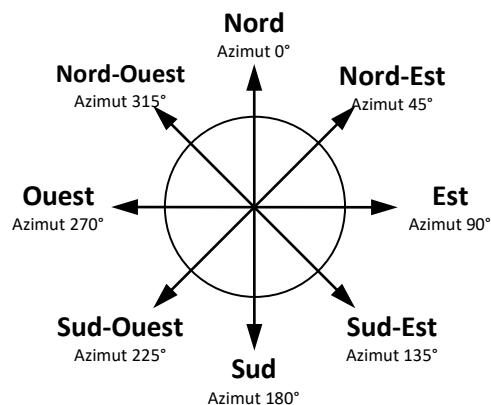 Nord
Azimut 0°
Nord-Ouest
Azimut 315°
Nord-Est
Azimut 45°
Ouest
Azimut 270°
Est
Azimut 90°
Sud-Ouest
Azimut 225°
Sud-Est
Azimut 135°
Sud
Azimut 180°